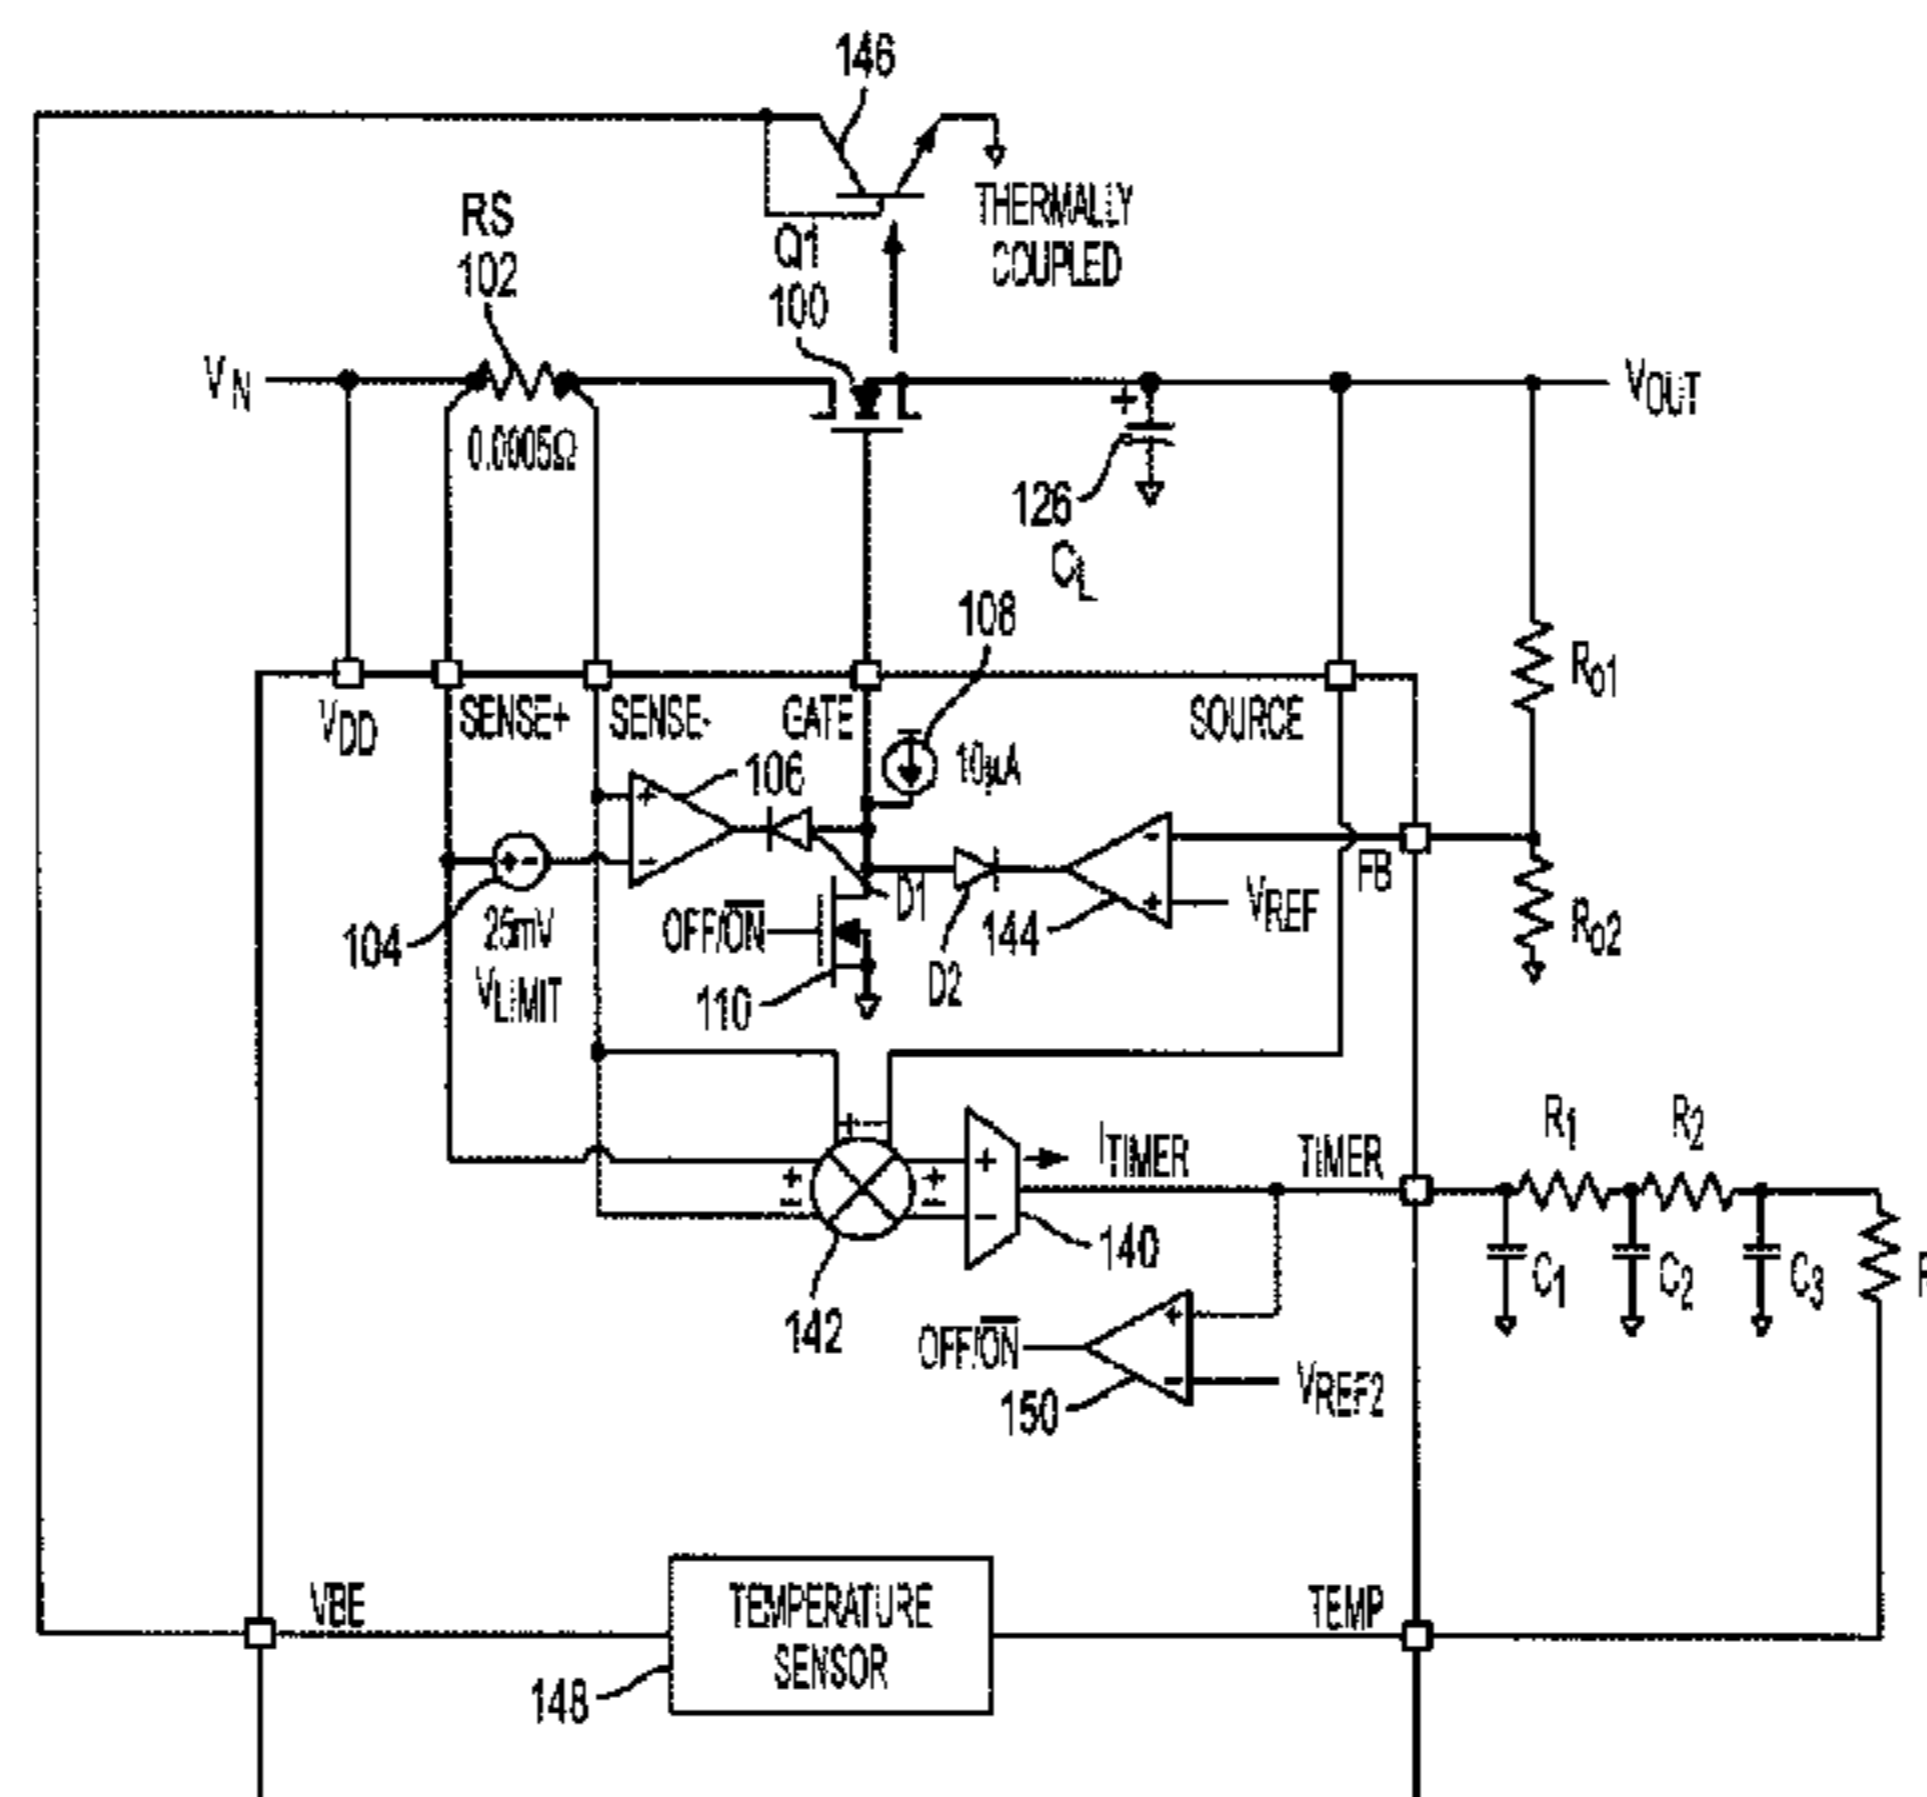 146
THERMALLY
COUPLED
RS
102
Q1
100
VN
0.0005Ω
+
VOUT
126
CL
108
RO1
VDD
SENSE+
SENSE-
GATE
SOURCE
10μA
106
+
-
+-
104
25mV
VLIMIT
OFF/ON
110
D1
D2
-
+
144
VREF
FB
RO2
+
-
±
±
+
-
ITIMER
TIMER
R1
R2
C1
C2
C3
R
140
142
OFF/ON
+
-
150
VREF2
VBE
TEMPERATURE
SENSOR
148
TEMP